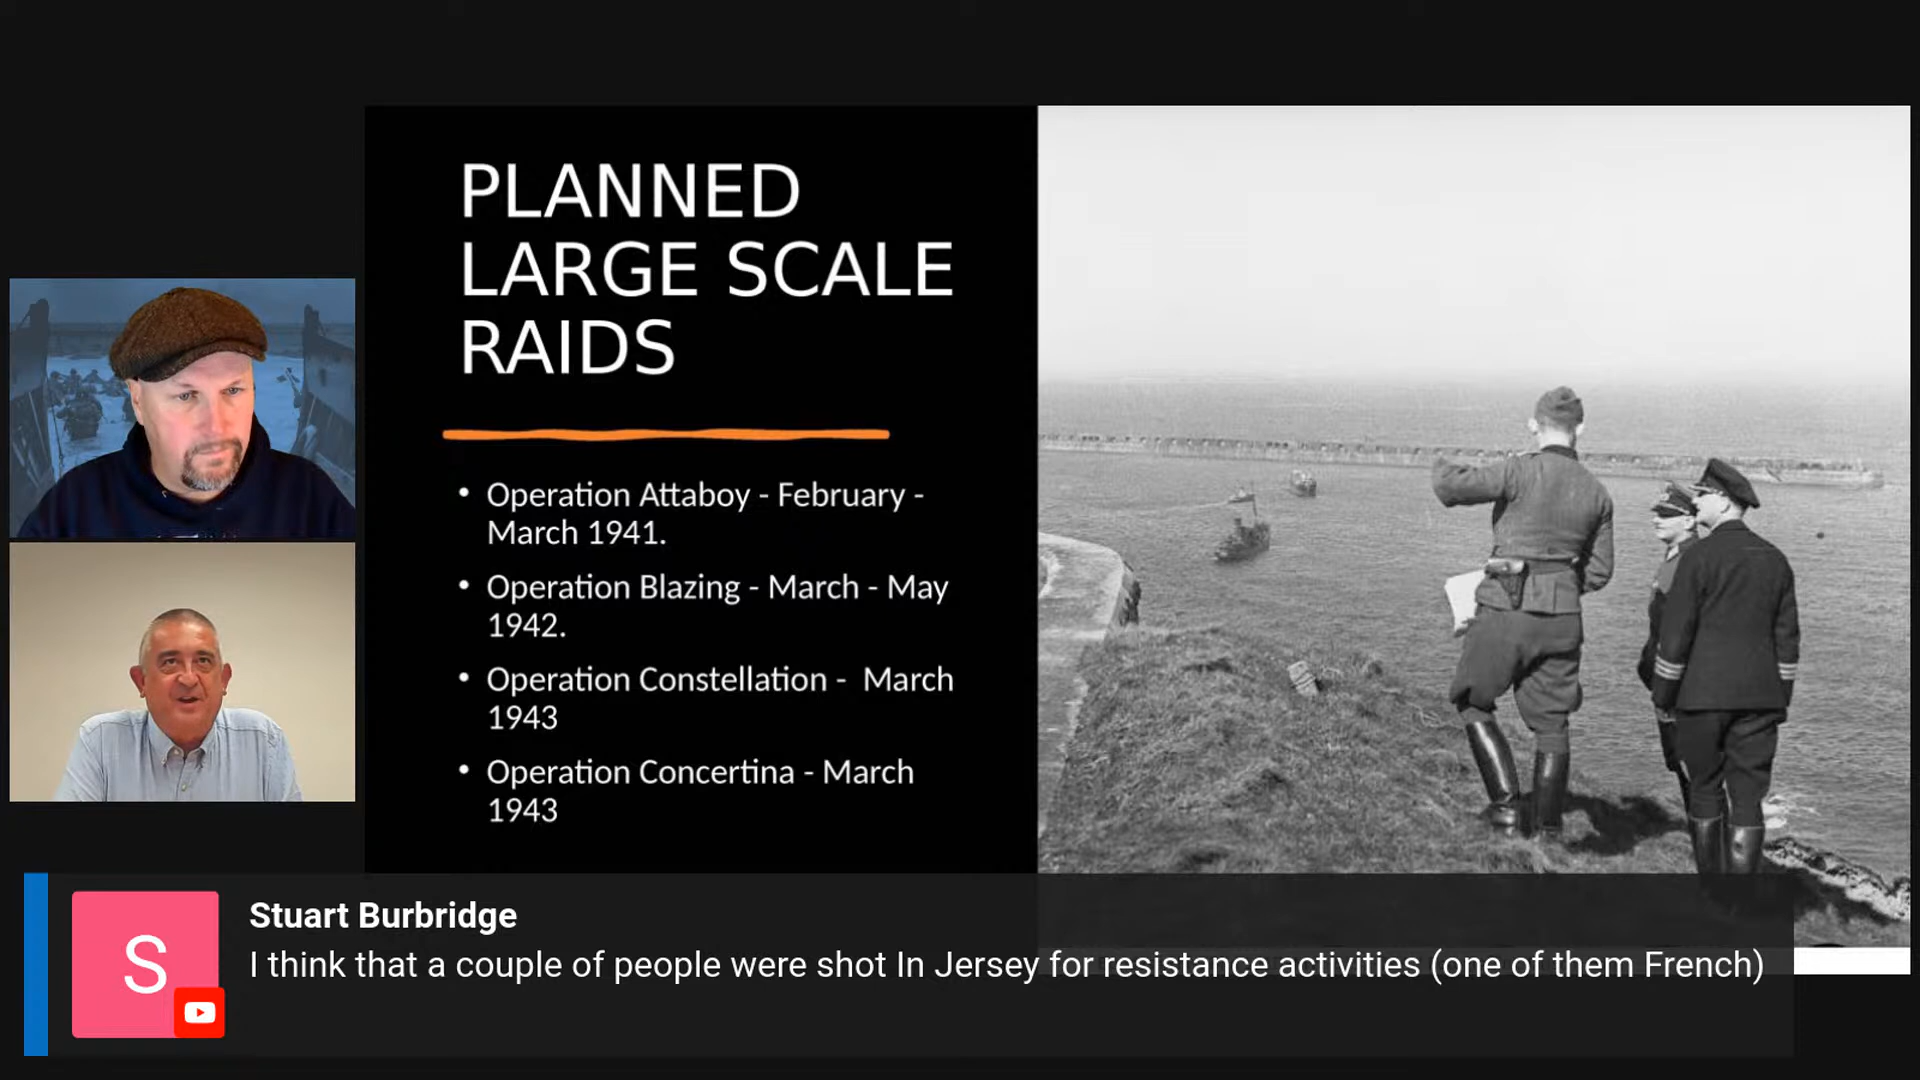 PLANNED
LARGE SCALE
RAIDS
• Operation Attaboy - February -
March 1941.
• Operation Blazing - March - May
1942.
• Operation Constellation -  March
1943
• Operation Concertina - March
1943
S
Stuart Burbridge
I think that a couple of people were shot In Jersey for resistance activities (one of them French)